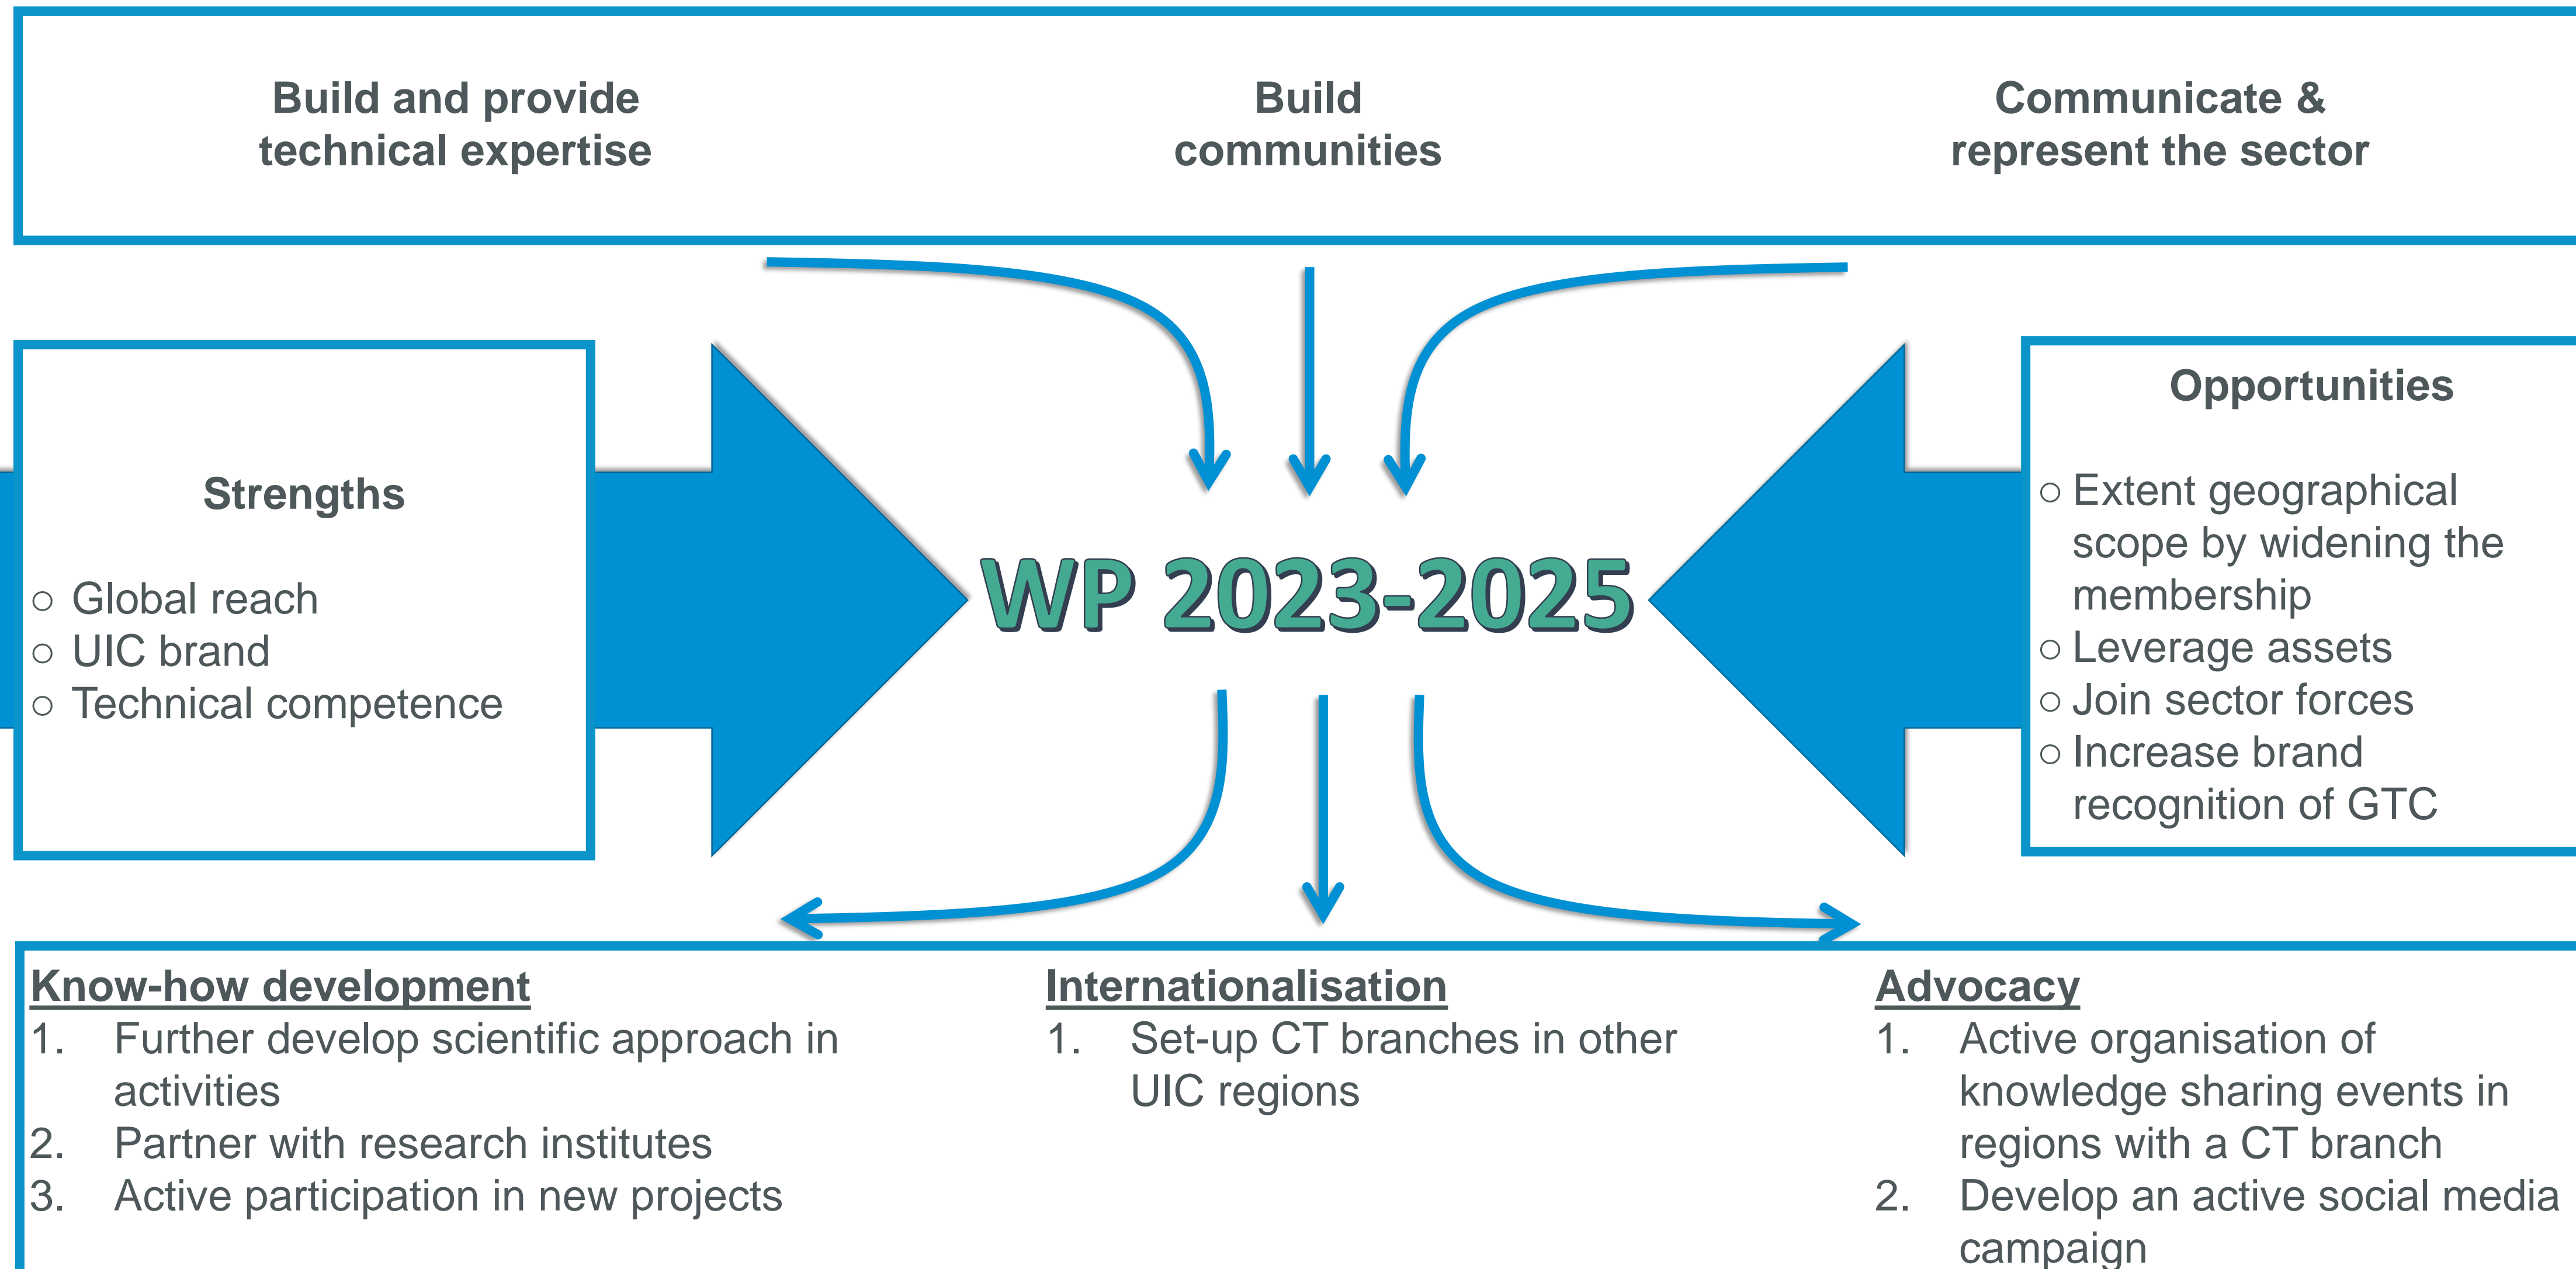 Build and provide
technical expertise
Build
communities
Communicate &
represent the sector
Strengths
○ Global reach
○ UIC brand
○ Technical competence
WP 2023-2025
Opportunities
○ Extent geographical
scope by widening the
membership
○ Leverage assets
○ Join sector forces
○ Increase brand
recognition of GTC
Know-how development
1. Further develop scientific approach in
activities
2. Partner with research institutes
3. Active participation in new projects
Internationalisation
1. Set-up CT branches in other
UIC regions
Advocacy
1. Active organisation of
knowledge sharing events in
regions with a CT branch
2. Develop an active social media
campaign